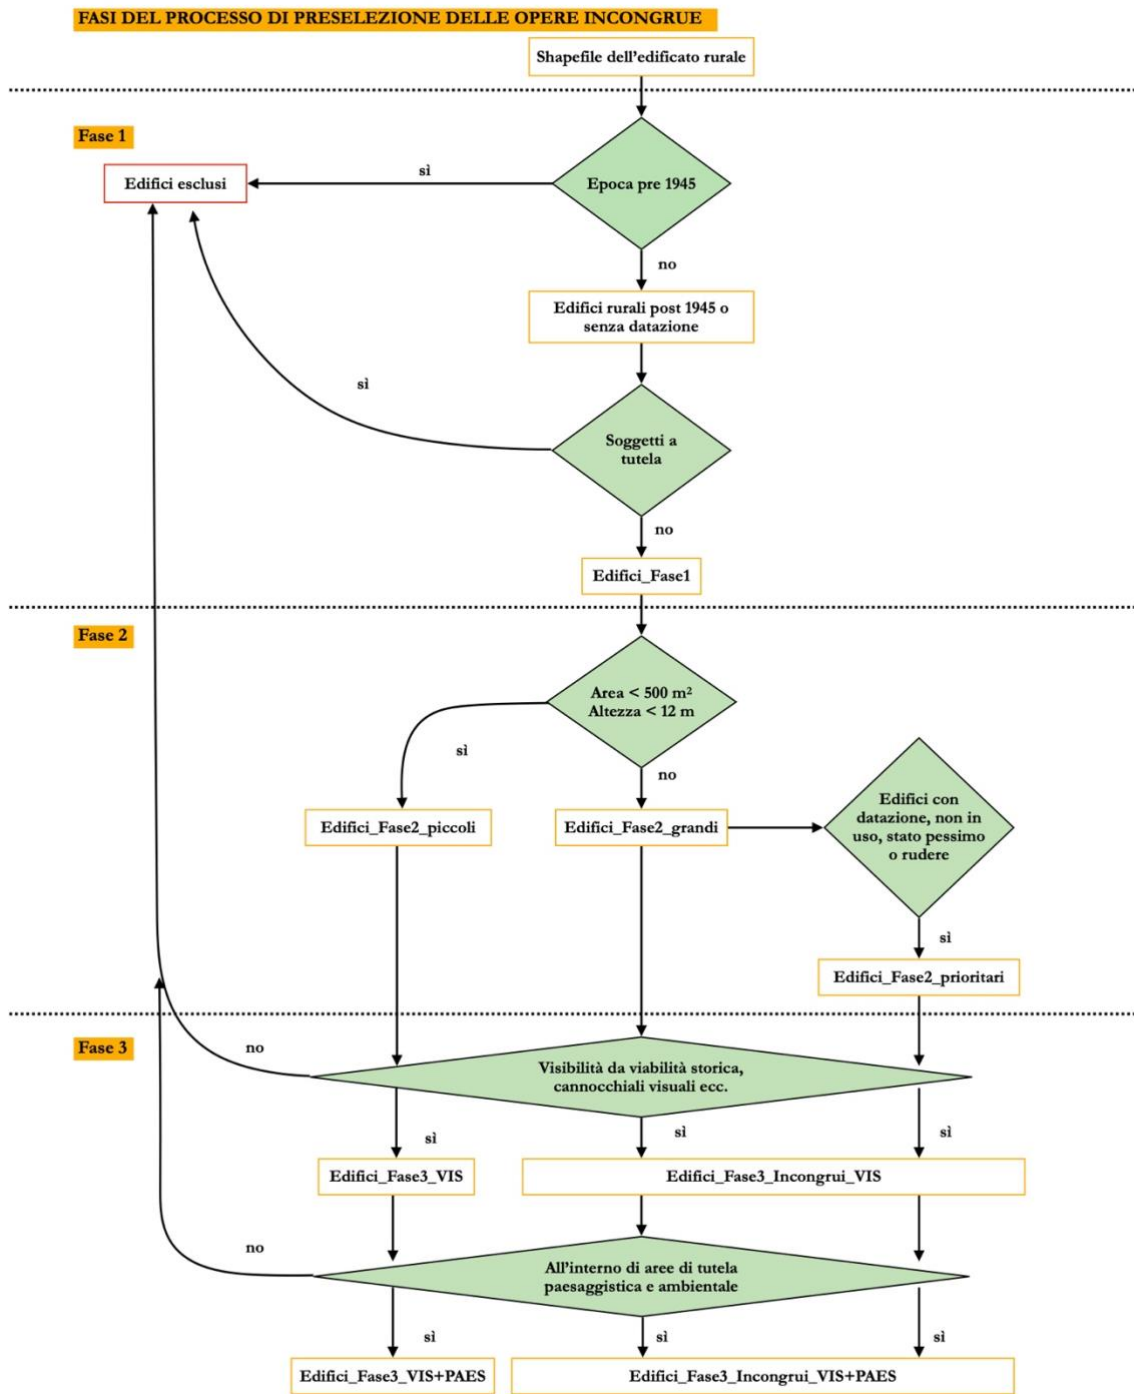 FASI DEL PROCESSO DI PRESELEZIONE DELLE OPERE INCONGRUE
Shapefile dell'edificato rurale
Fase 1
Edifici esclusi
sì
Epoca pre 1945
no
Edifici rurali post 1945 o
senza datazione
sì
Soggetti a
tutela
no
Edifici_Fase1
Fase 2
Area < 500 m²
Altezza < 12 m
sì
no
Edifici_Fase2_piccoli
Edifici_Fase2_grandi
Edifici con
datazione, non in
uso, stato pessimo
o rudere
sì
Edifici_Fase2_prioritari
Fase 3
no
Visibilità da viabilità storica,
cannocchiali visuali ecc.
sì
sì
sì
Edifici_Fase3_VIS
Edifici_Fase3_Incongrui_VIS
no
All'interno di aree di tutela
paesaggistica e ambientale
sì
sì
sì
Edifici_Fase3_VIS+PAES
Edifici_Fase3_Incongrui_VIS+PAES